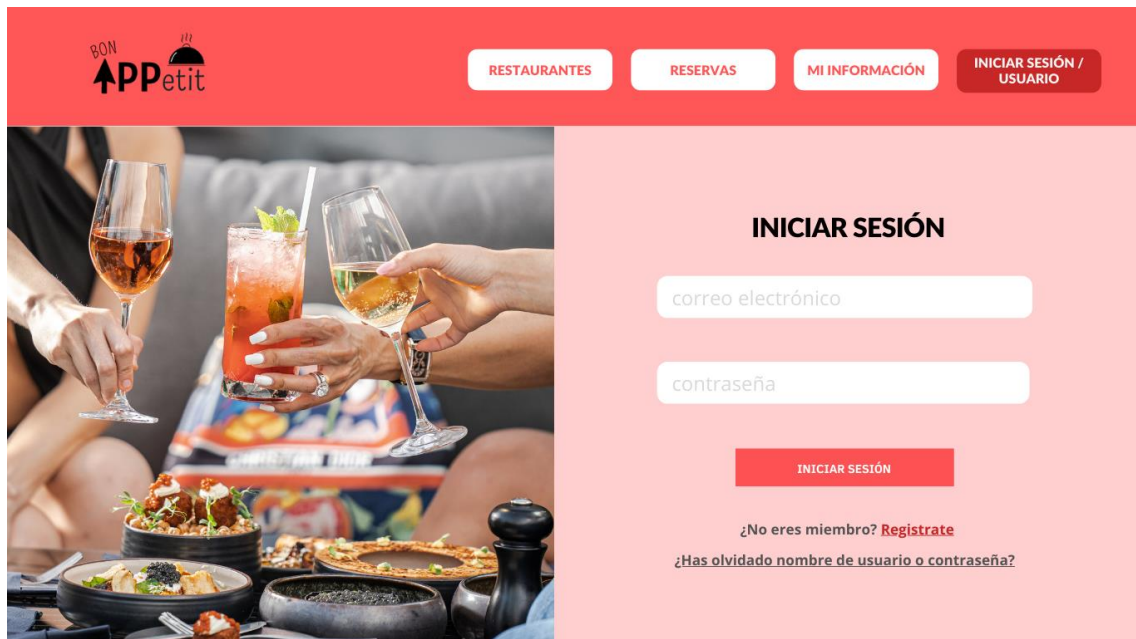 BON
APPetit
RESTAURANTES
RESERVAS
MI INFORMACIÓN
INICIAR SESIÓN /
USUARIO
INICIAR SESIÓN
correo electrónico
contraseña
INICIAR SESIÓN
¿No eres miembro? Registrate
¿Has olvidado nombre de usuario o contraseña?